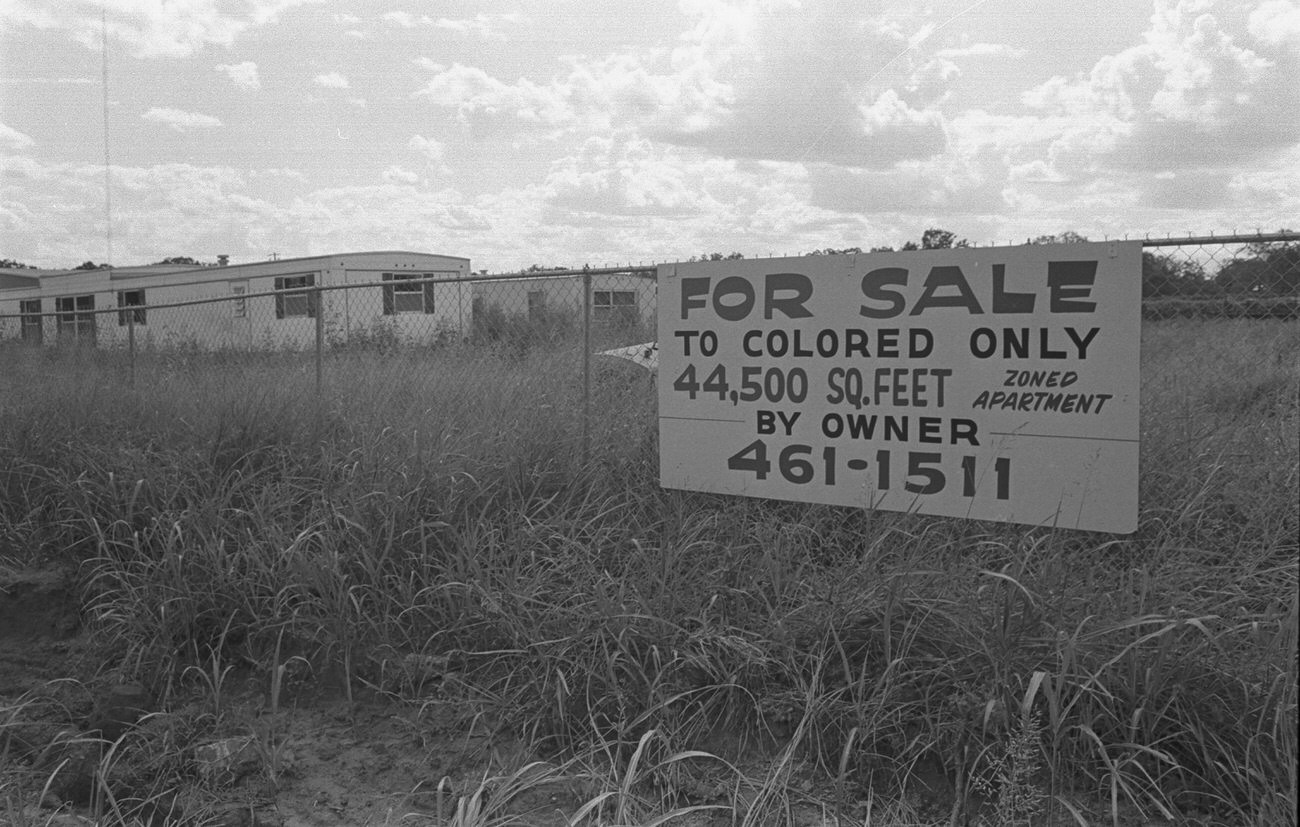 FOR SALE
TO COLORED ONLY
44,500 SQ.FEET ZONED APARTMENT
BY OWNER
461-1511